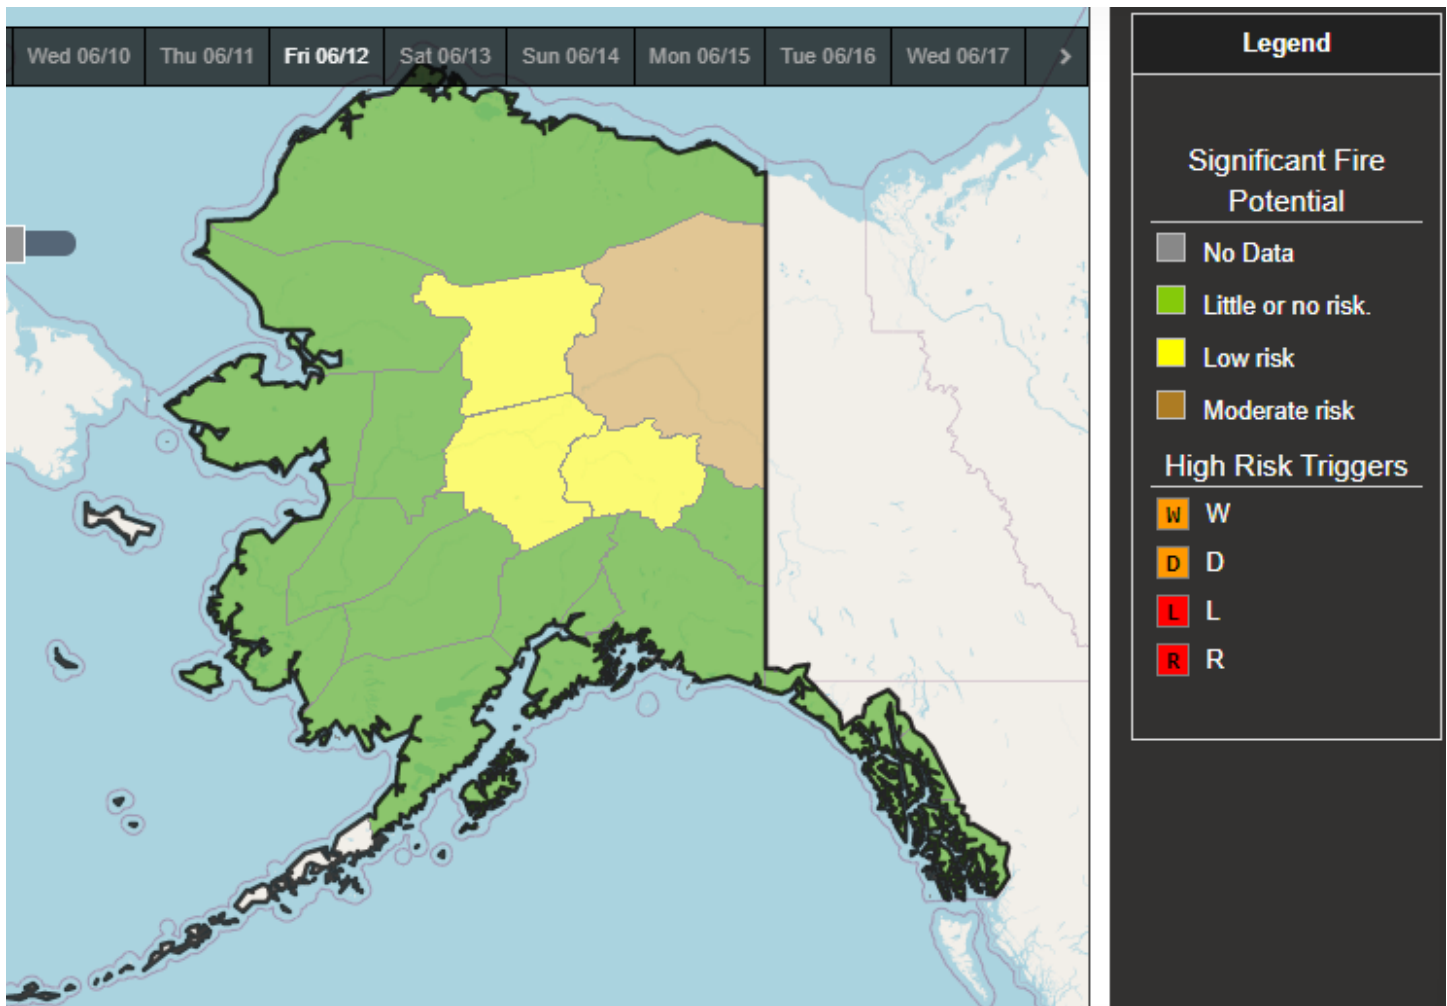 Wed 06/10 Thu 06/11 Fri 06/12 Sat 06/13 Sun 06/14 Mon 06/15 Tue 06/16 Wed 06/17 >
Legend
Significant Fire
Potential
No Data
Little or no risk.
Low risk
Moderate risk
High Risk Triggers
W W
D D
L L
R R